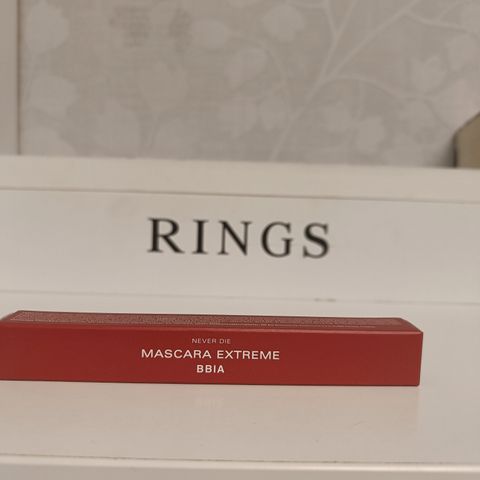 RINGS
NEVER DIE
MASCARA EXTREME
BBIA